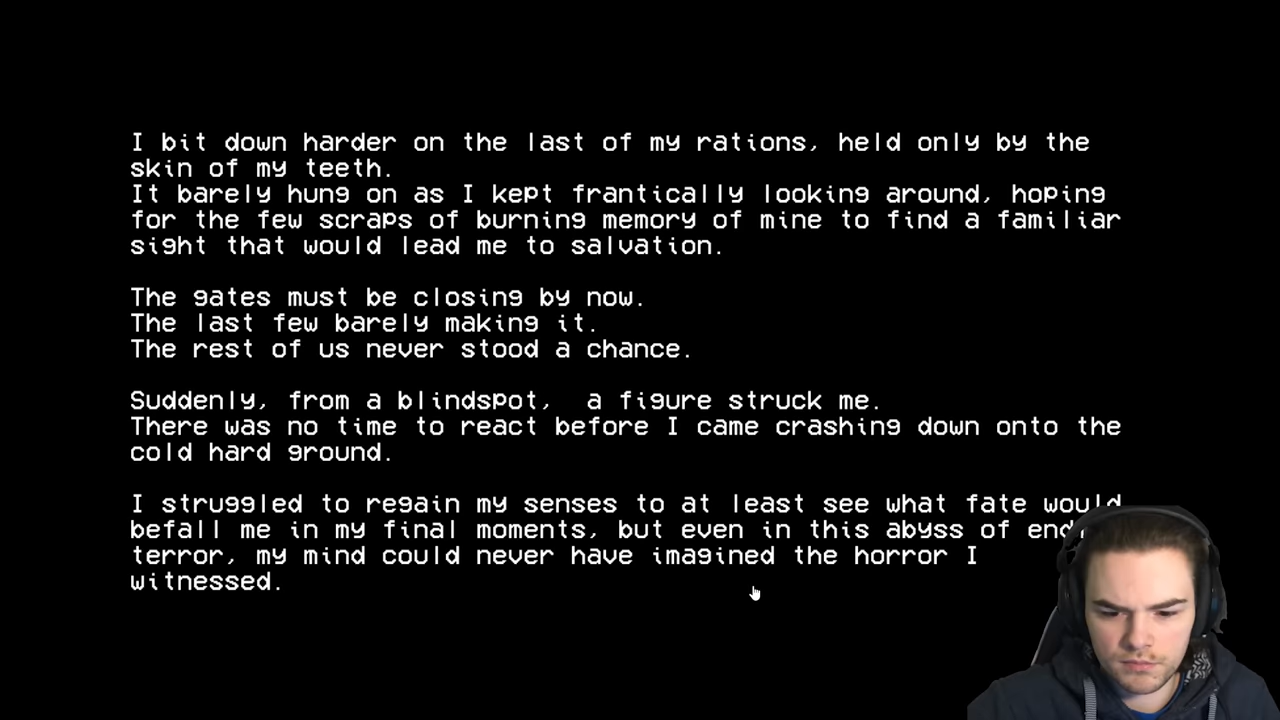 I bit down harder on the last of my rations, held only by the
skin of my teeth.
It barely hung on as I kept frantically looking around, hoping
for the few scraps of burning memory of mine to find a familiar
sight that would lead me to salvation.
The gates must be closing by now.
The last few barely making it.
The rest of us never stood a chance.
Suddenly, from a blindspot,  a figure struck me.
There was no time to react before I came crashing down onto the
cold hard ground.
I struggled to regain my senses to at least see what fate would
befall me in my final moments, but even in this abyss of
terror, my mind could never have imagined the horror I
witnessed.